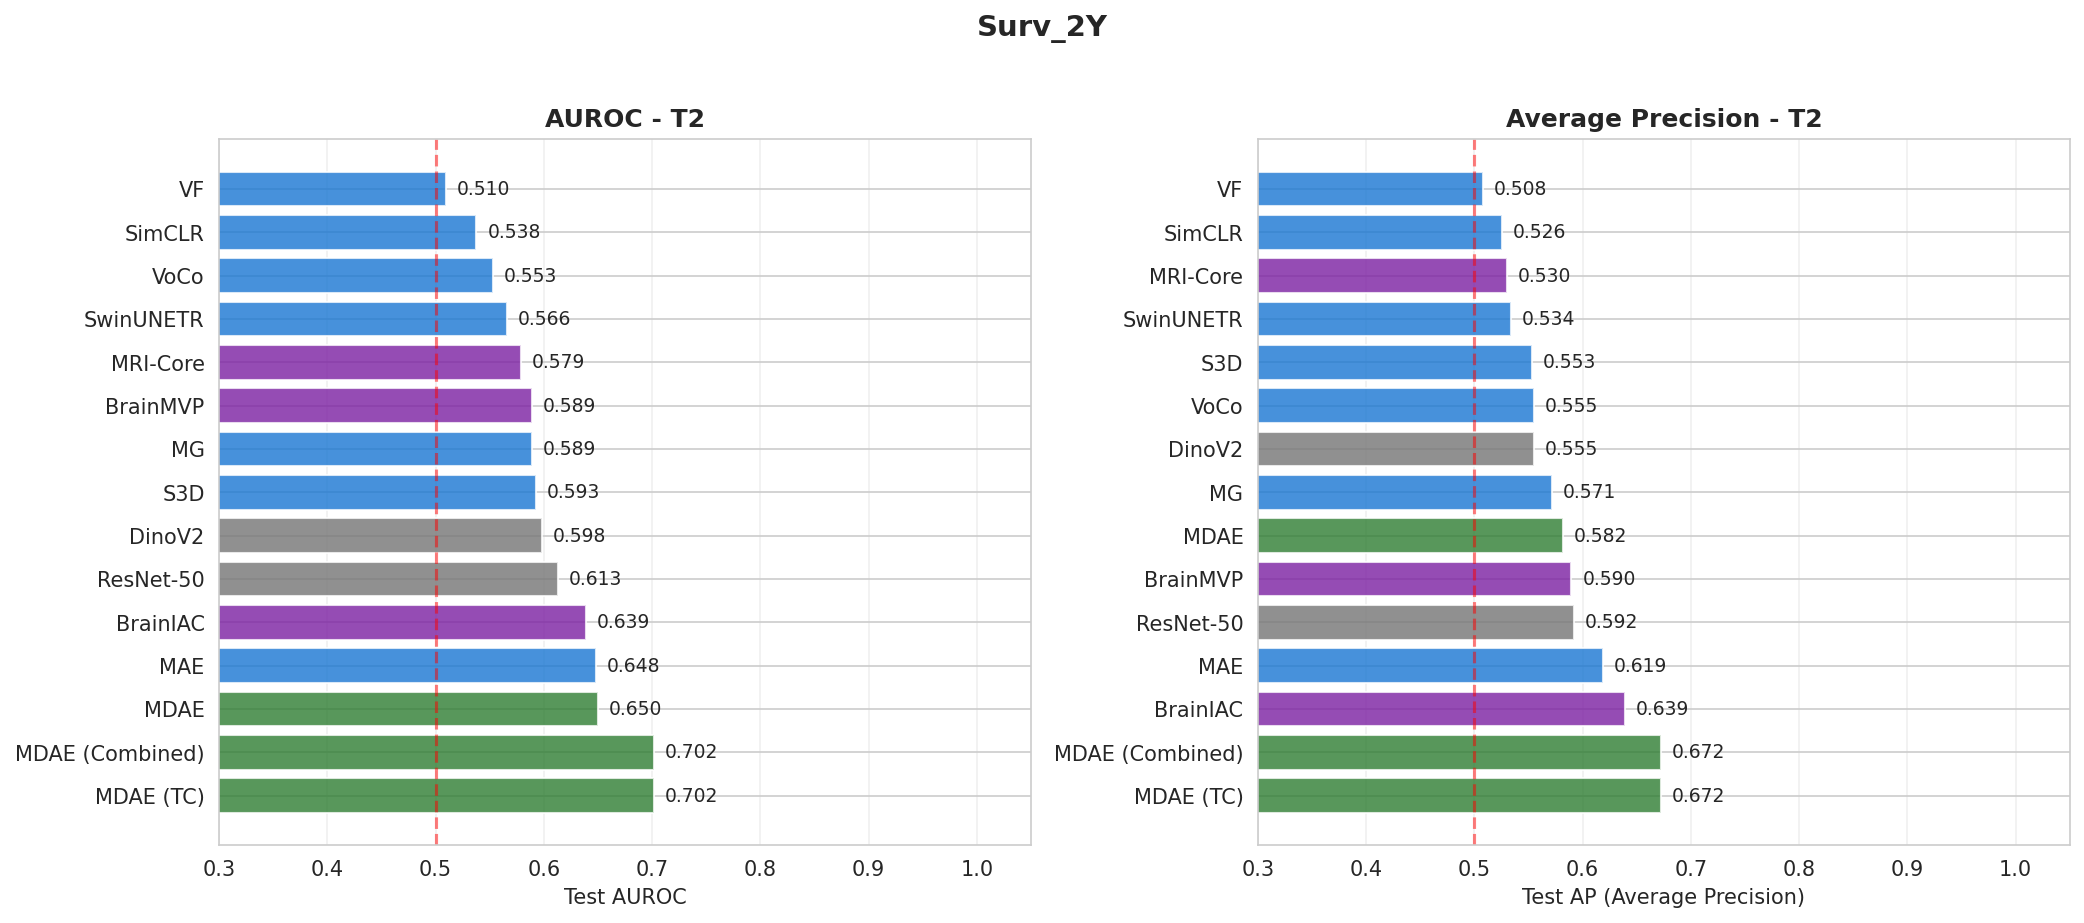 Surv_2Y
AUROC - T2
VF 0.510
SimCLR 0.538
VoCo 0.553
SwinUNETR 0.566
MRI-Core 0.579
BrainMVP 0.589
MG 0.589
S3D 0.593
DinoV2 0.598
ResNet-50 0.613
BrainIAC 0.639
MAE 0.648
MDAE 0.650
MDAE (Combined) 0.702
MDAE (TC) 0.702
0.3 0.4 0.5 0.6 0.7 0.8 0.9 1.0
Test AUROC
Average Precision - T2
VF 0.508
SimCLR 0.526
MRI-Core 0.530
SwinUNETR 0.534
S3D 0.553
VoCo 0.555
DinoV2 0.555
MG 0.571
MDAE 0.582
BrainMVP 0.590
ResNet-50 0.592
MAE 0.619
BrainIAC 0.639
MDAE (Combined) 0.672
MDAE (TC) 0.672
0.3 0.4 0.5 0.6 0.7 0.8 0.9 1.0
Test AP (Average Precision)